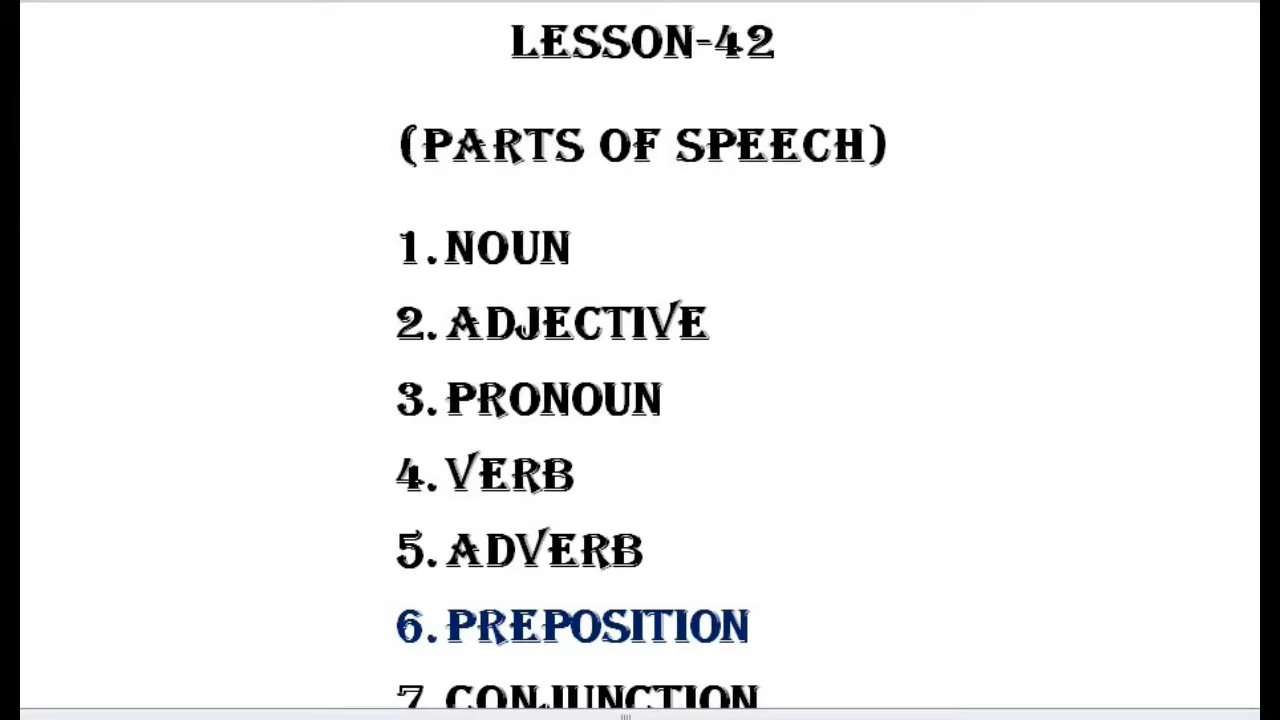 LESSON-42
(PARTS OF SPEECH)
1. NOUN
2. ADJECTIVE
3. PRONOUN
4. VERB
5. ADVERB
6. PREPOSITION
7. CONJUNCTION